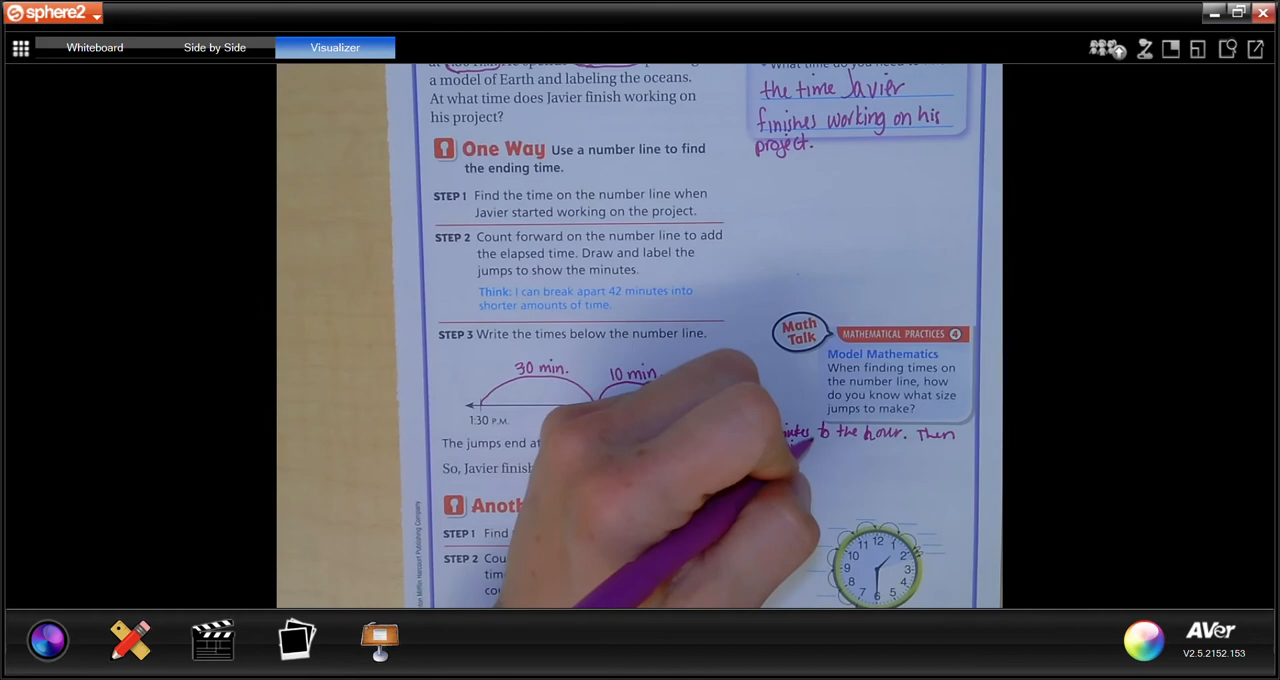 sphere2
Whiteboard Side by Side Visualizer
a model of Earth and labeling the oceans.
At what time does Javier finish working on
his project?
the time Javier
finishes working on his
project.
One Way Use a number line to find
the ending time.
STEP 1 Find the time on the number line when
Javier started working on the project.
STEP 2 Count forward on the number line to add
the elapsed time. Draw and label the
jumps to show the minutes.
Think: I can break apart 42 minutes into
shorter amounts of time.
STEP 3 Write the times below the number line.
30 min. 10 min.
1:30 P.M.
The jumps end at
So, Javier
STEP 1 Find
STEP 2
Math
Talk
MATHEMATICAL PRACTICES 4
Model Mathematics
When finding times on
the number line, how
do you know what size
jumps to make?
to the hour. Then
11 12 1
10 2
9 3
8 4
7 6 5
AVer
V2.5.2152.153